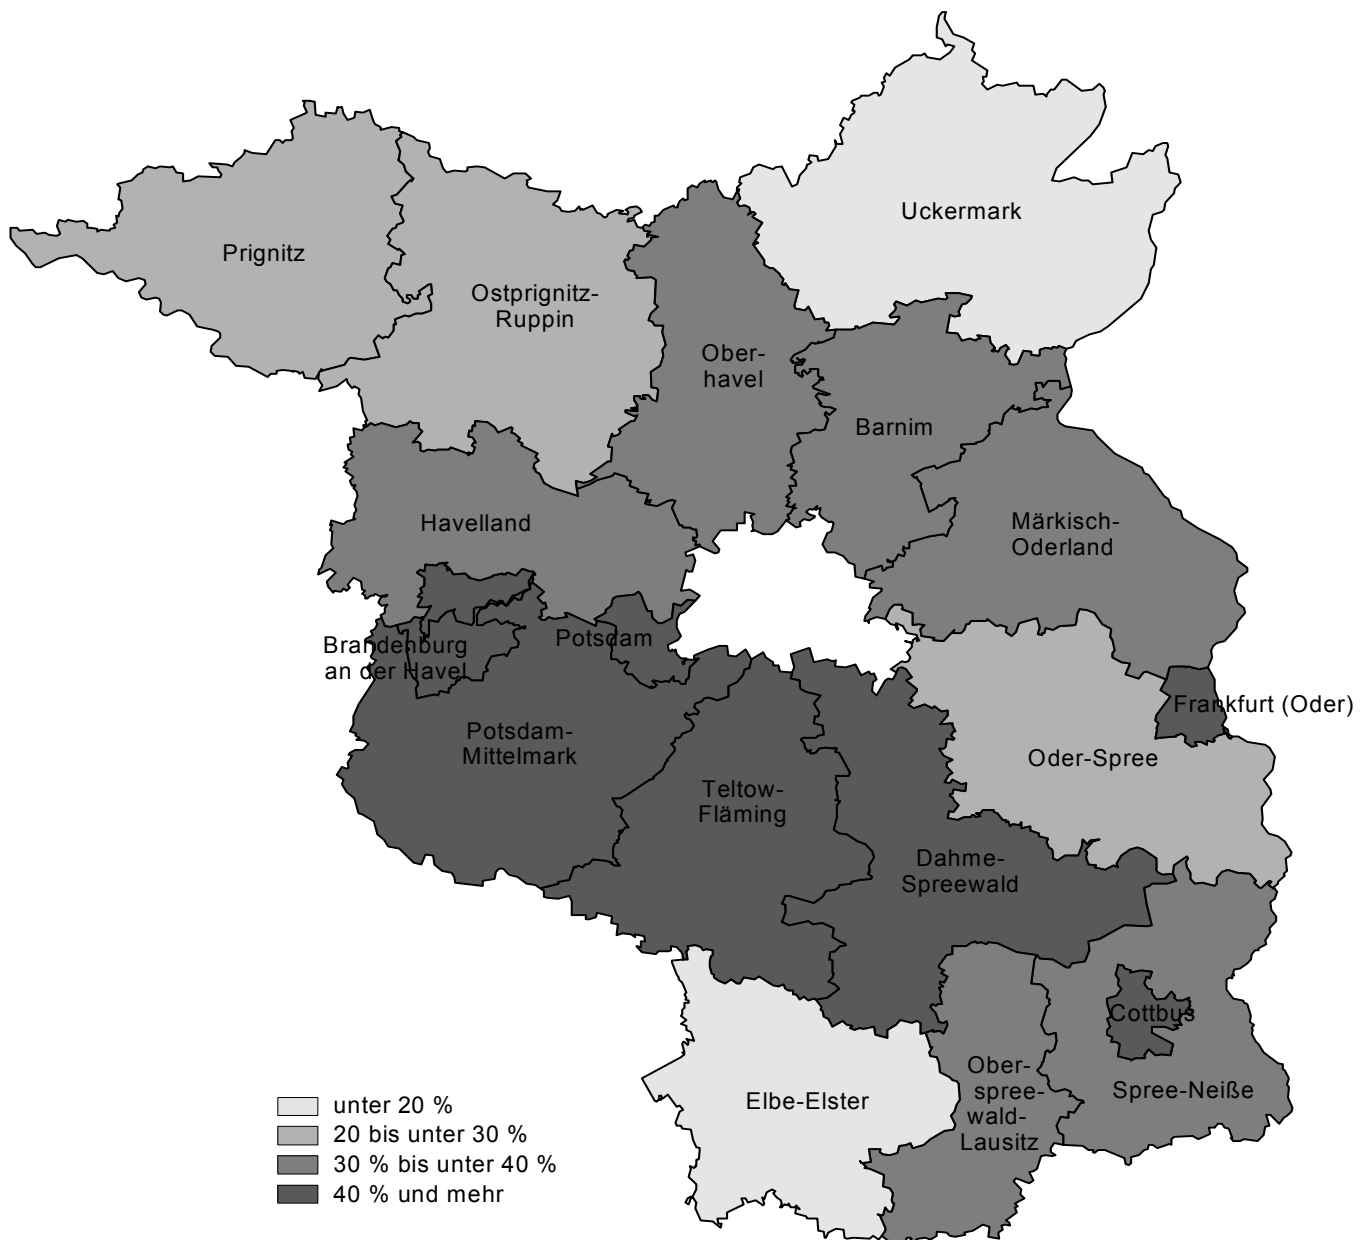 Uckermark
Prignitz
Ostprignitz-
Ruppin
Ober-
havel
Barnim
Havelland
Märkisch-
Oderland
Brandenburg
an der Havel
Potsdam
Frankfurt (Oder)
Potsdam-
Mittelmark
Oder-Spree
Teltow-
Fläming
Dahme-
Spreewald
Cottbus
Ober-
spree-
wald-
Lausitz
Spree-Neiße
Elbe-Elster
unter 20 %
20 bis unter 30 %
30 % bis unter 40 %
40 % und mehr